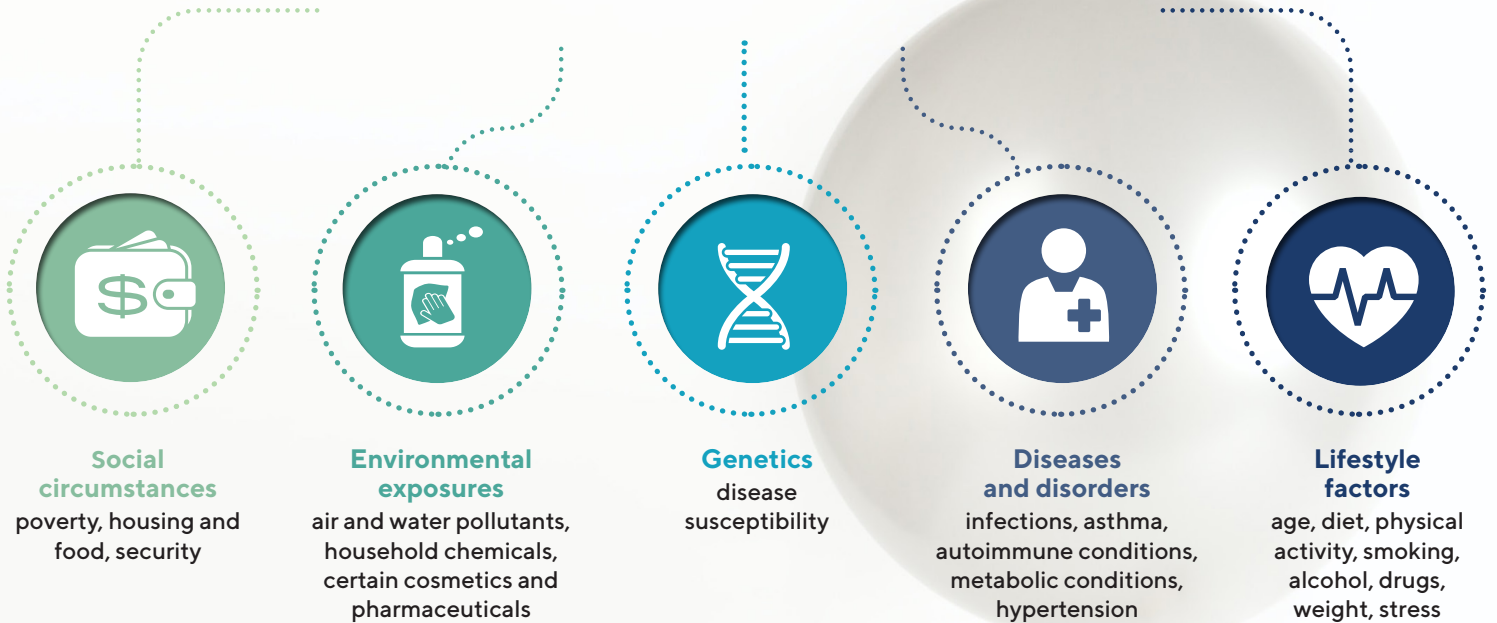 $
Social
circumstances
poverty, housing and
food, security
Environmental
exposures
air and water pollutants,
household chemicals,
certain cosmetics and
pharmaceuticals
Genetics
disease
susceptibility
Diseases
and disorders
infections, asthma,
autoimmune conditions,
metabolic conditions,
hypertension
Lifestyle
factors
age, diet, physical
activity, smoking,
alcohol, drugs,
weight, stress